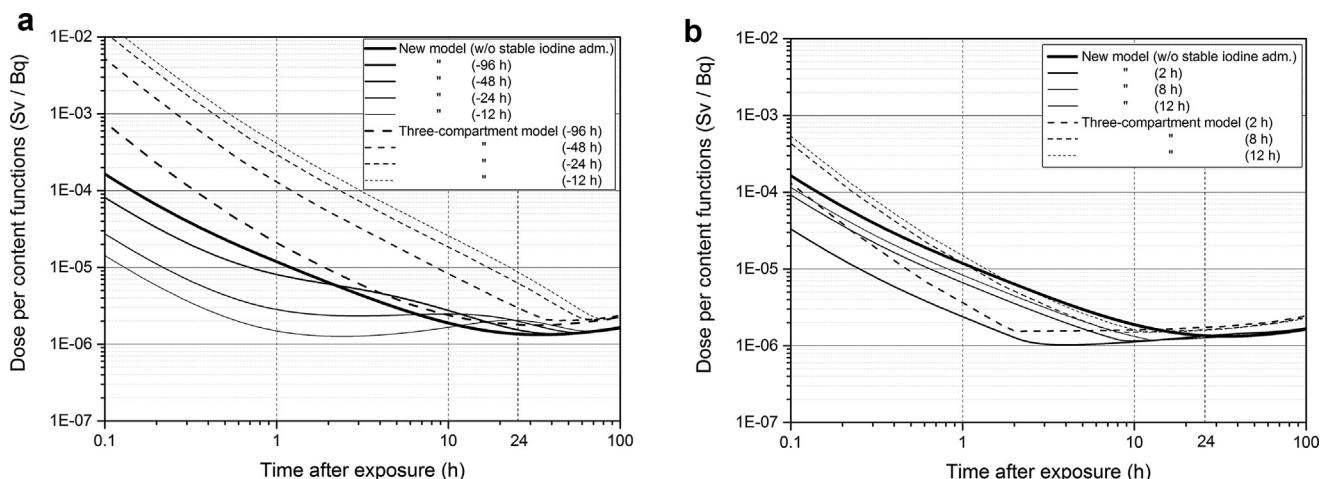 a
1E-02
1E-03
1E-04
1E-05
1E-06
1E-07
Dose per content functions (Sv / Bq)
New model (w/o stable iodine adm.)
" (-96 h)
" (-48 h)
" (-24 h)
" (-12 h)
Three-compartment model (-96 h)
" (-48 h)
" (-24 h)
" (-12 h)
0.1 1 10 24 100
Time after exposure (h)
b
1E-02
1E-03
1E-04
1E-05
1E-06
1E-07
Dose per content functions (Sv / Bq)
New model (w/o stable iodine adm.)
" (2 h)
" (8 h)
" (12 h)
Three-compartment model (2 h)
" (8 h)
" (12 h)
0.1 1 10 24 100
Time after exposure (h)